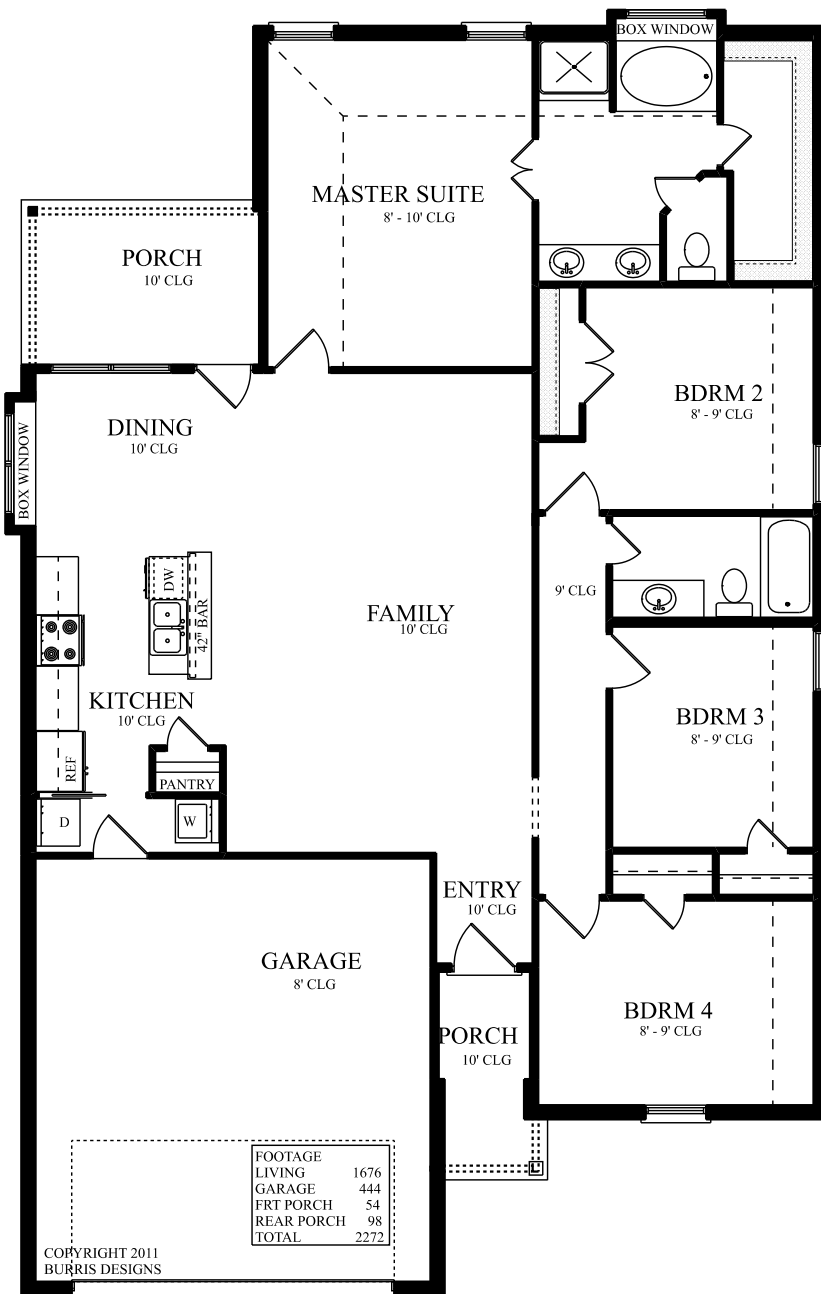 BOX WINDOW
MASTER SUITE
8' - 10' CLG
PORCH
10' CLG
BDRM 2
8' - 9' CLG
DINING
10' CLG
BOX WINDOW
DW
42" BAR
9' CLG
FAMILY
10' CLG
KITCHEN
10' CLG
BDRM 3
8' - 9' CLG
REF
PANTRY
D
W
ENTRY
10' CLG
GARAGE
8' CLG
BDRM 4
8' - 9' CLG
PORCH
10' CLG
FOOTAGE
LIVING 1676
GARAGE 444
FRT PORCH 54
REAR PORCH 98
TOTAL 2272
COPYRIGHT 2011
BURRIS DESIGNS